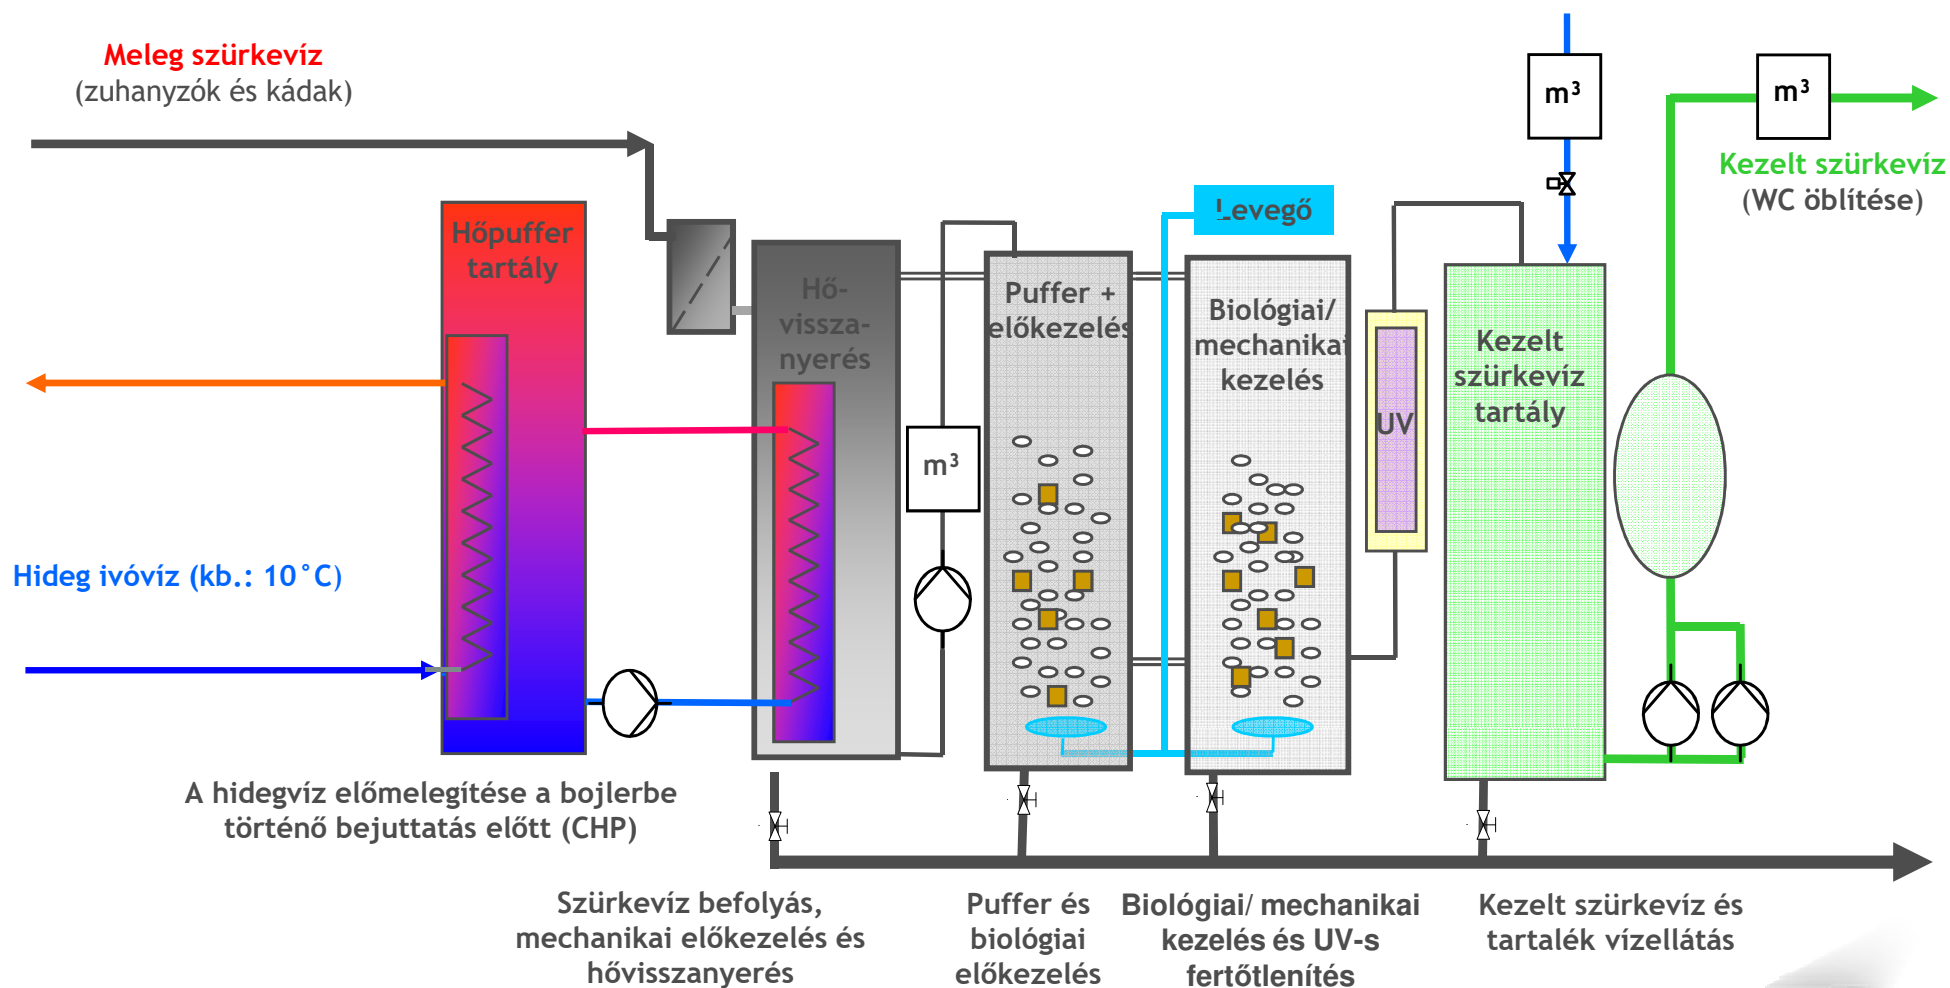 Meleg szürkevíz
(zuhanyzók és kádak)
m³
m³
Kezelt szürkevíz
(WC öblítése)
Levegő
Hőpuffer
tartály
Hő-
vissza-
nyerés
Puffer +
előkezelés
Biológiai/
mechanikai
kezelés
Kezelt
szürkevíz
tartály
UV
m³
Hideg ivóvíz (kb.: 10°C)
A hidegvíz előmelegítése a bojlerbe
történő bejuttatás előtt (CHP)
Szürkevíz befolyás,
mechanikai előkezelés és
hővisszanyerés
Puffer és
biológiai
előkezelés
Biológiai/ mechanikai
kezelés és UV-s
fertőtlenítés
Kezelt szürkevíz és
tartalék vízellátás